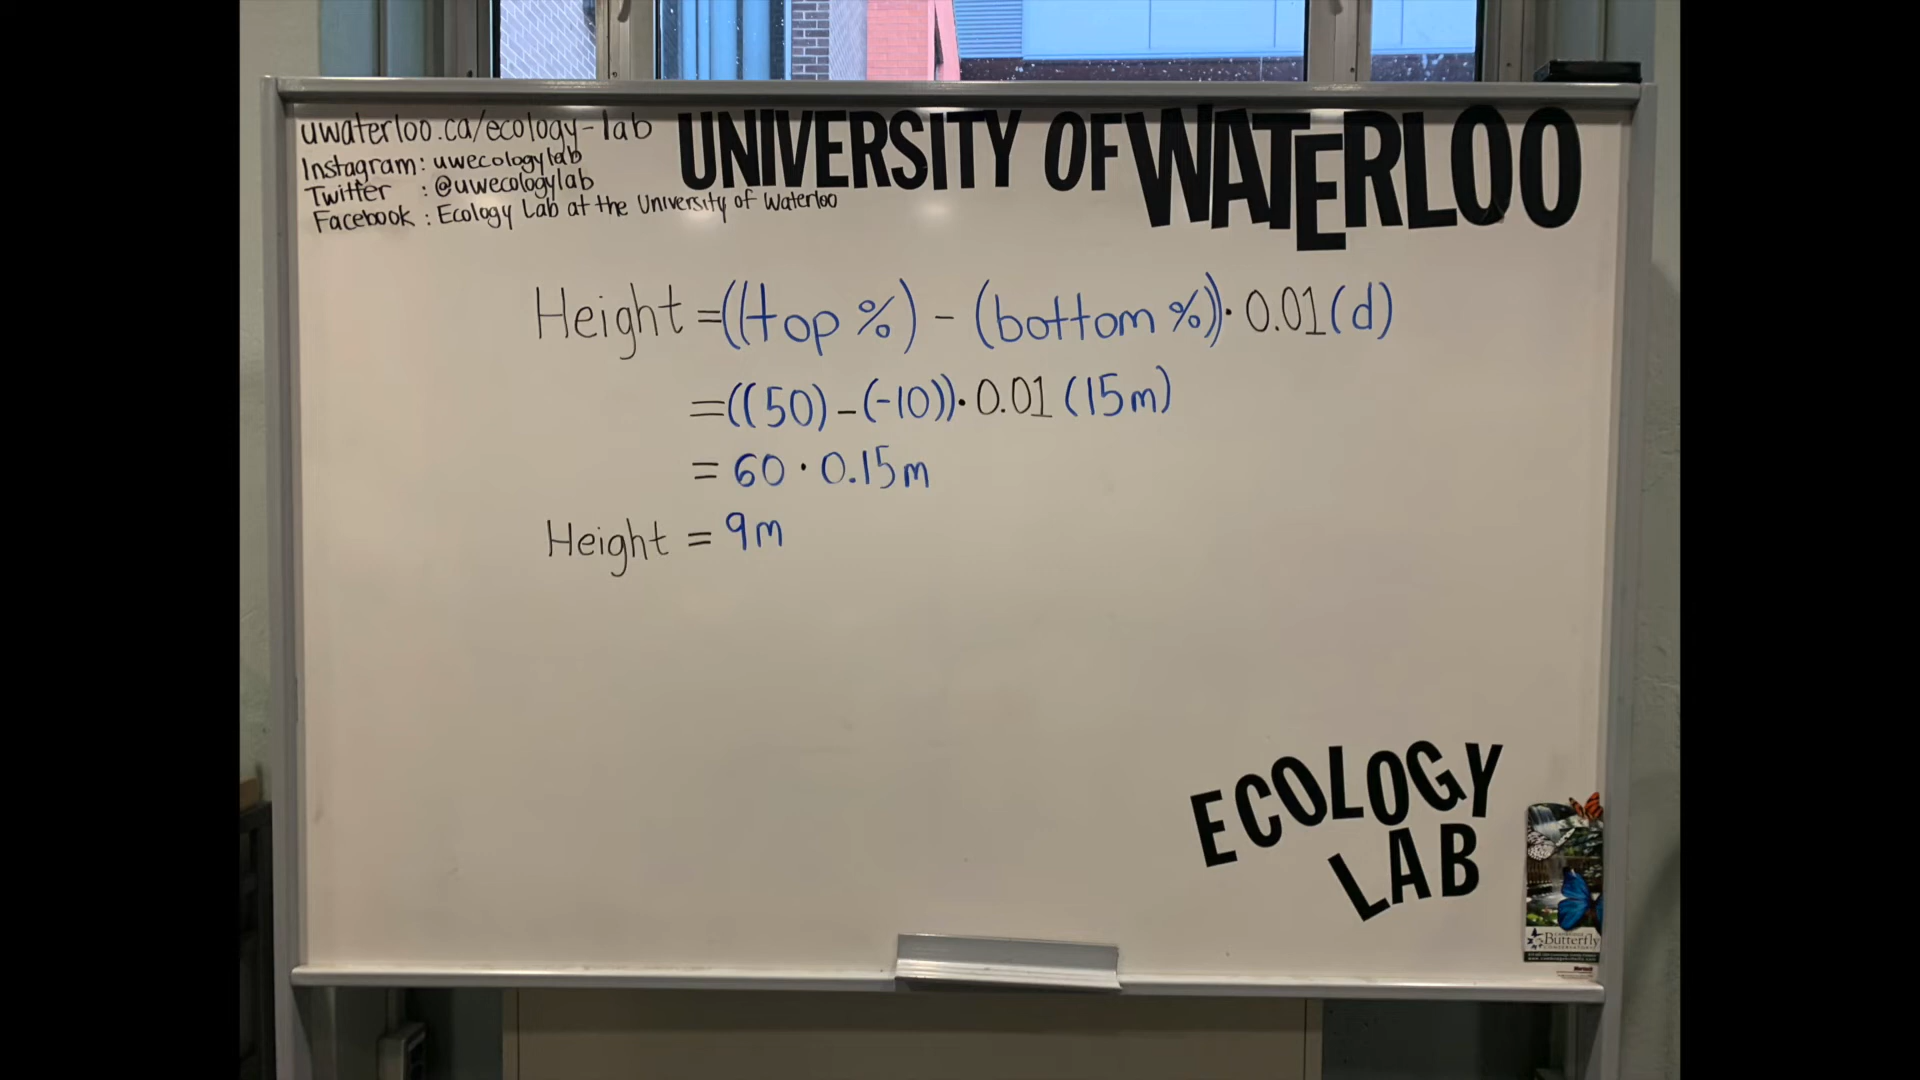 uwaterloo.ca/ecology-lab
Instagram: uwecologylab
Twitter : @uwecologylab
Facebook : Ecology Lab at the University of Waterloo
UNIVERSITY OF WATERLOO
Height =((top %) - (bottom %))· 0.01(d)
=((50) - (-10))· 0.01 (15m)
= 60 · 0.15m
Height = 9m
ECOLOGY
LAB
Butterfly